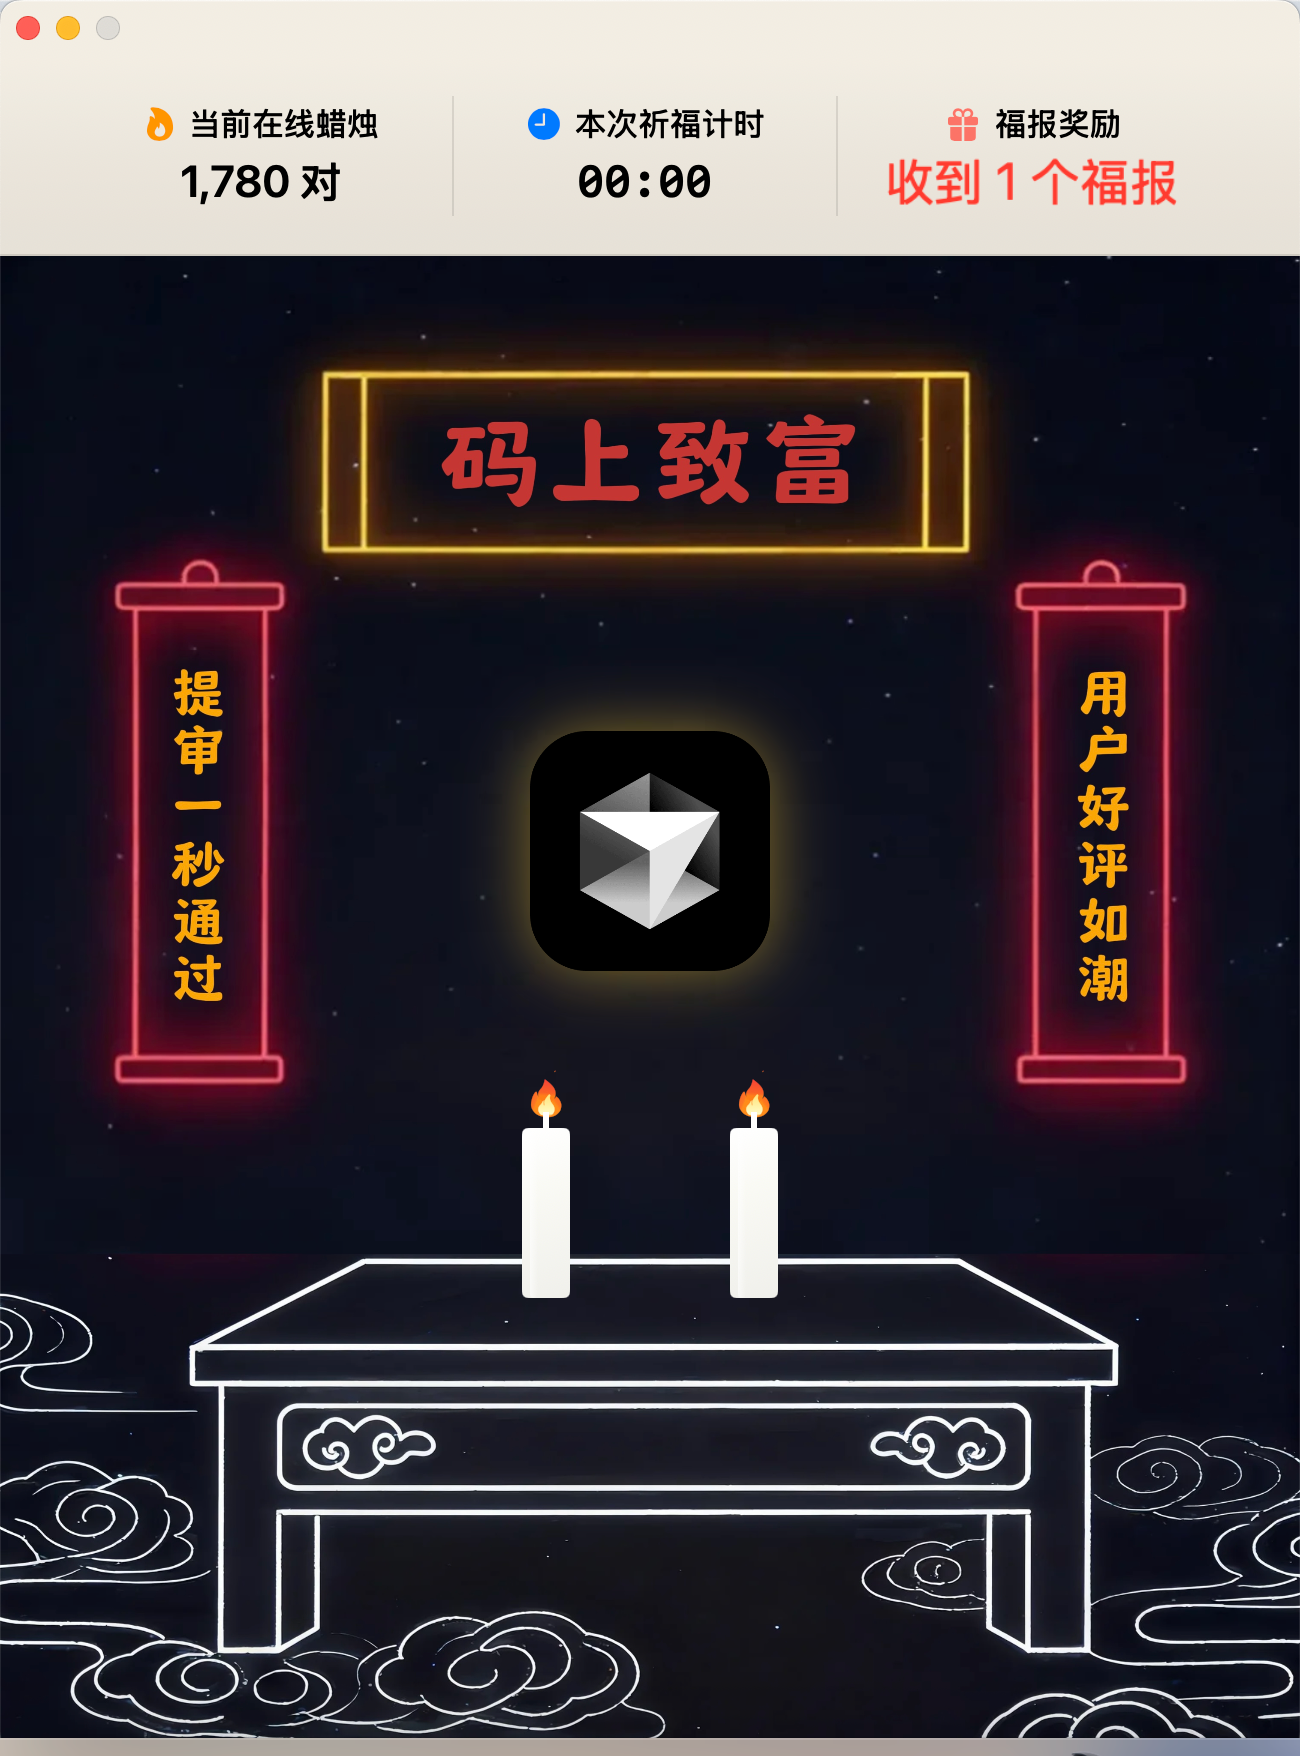 当前在线蜡烛
1,780 对
本次祈福计时
00:00
福报奖励
收到 1 个福报
码上致富
提审一秒通过
用户好评如潮